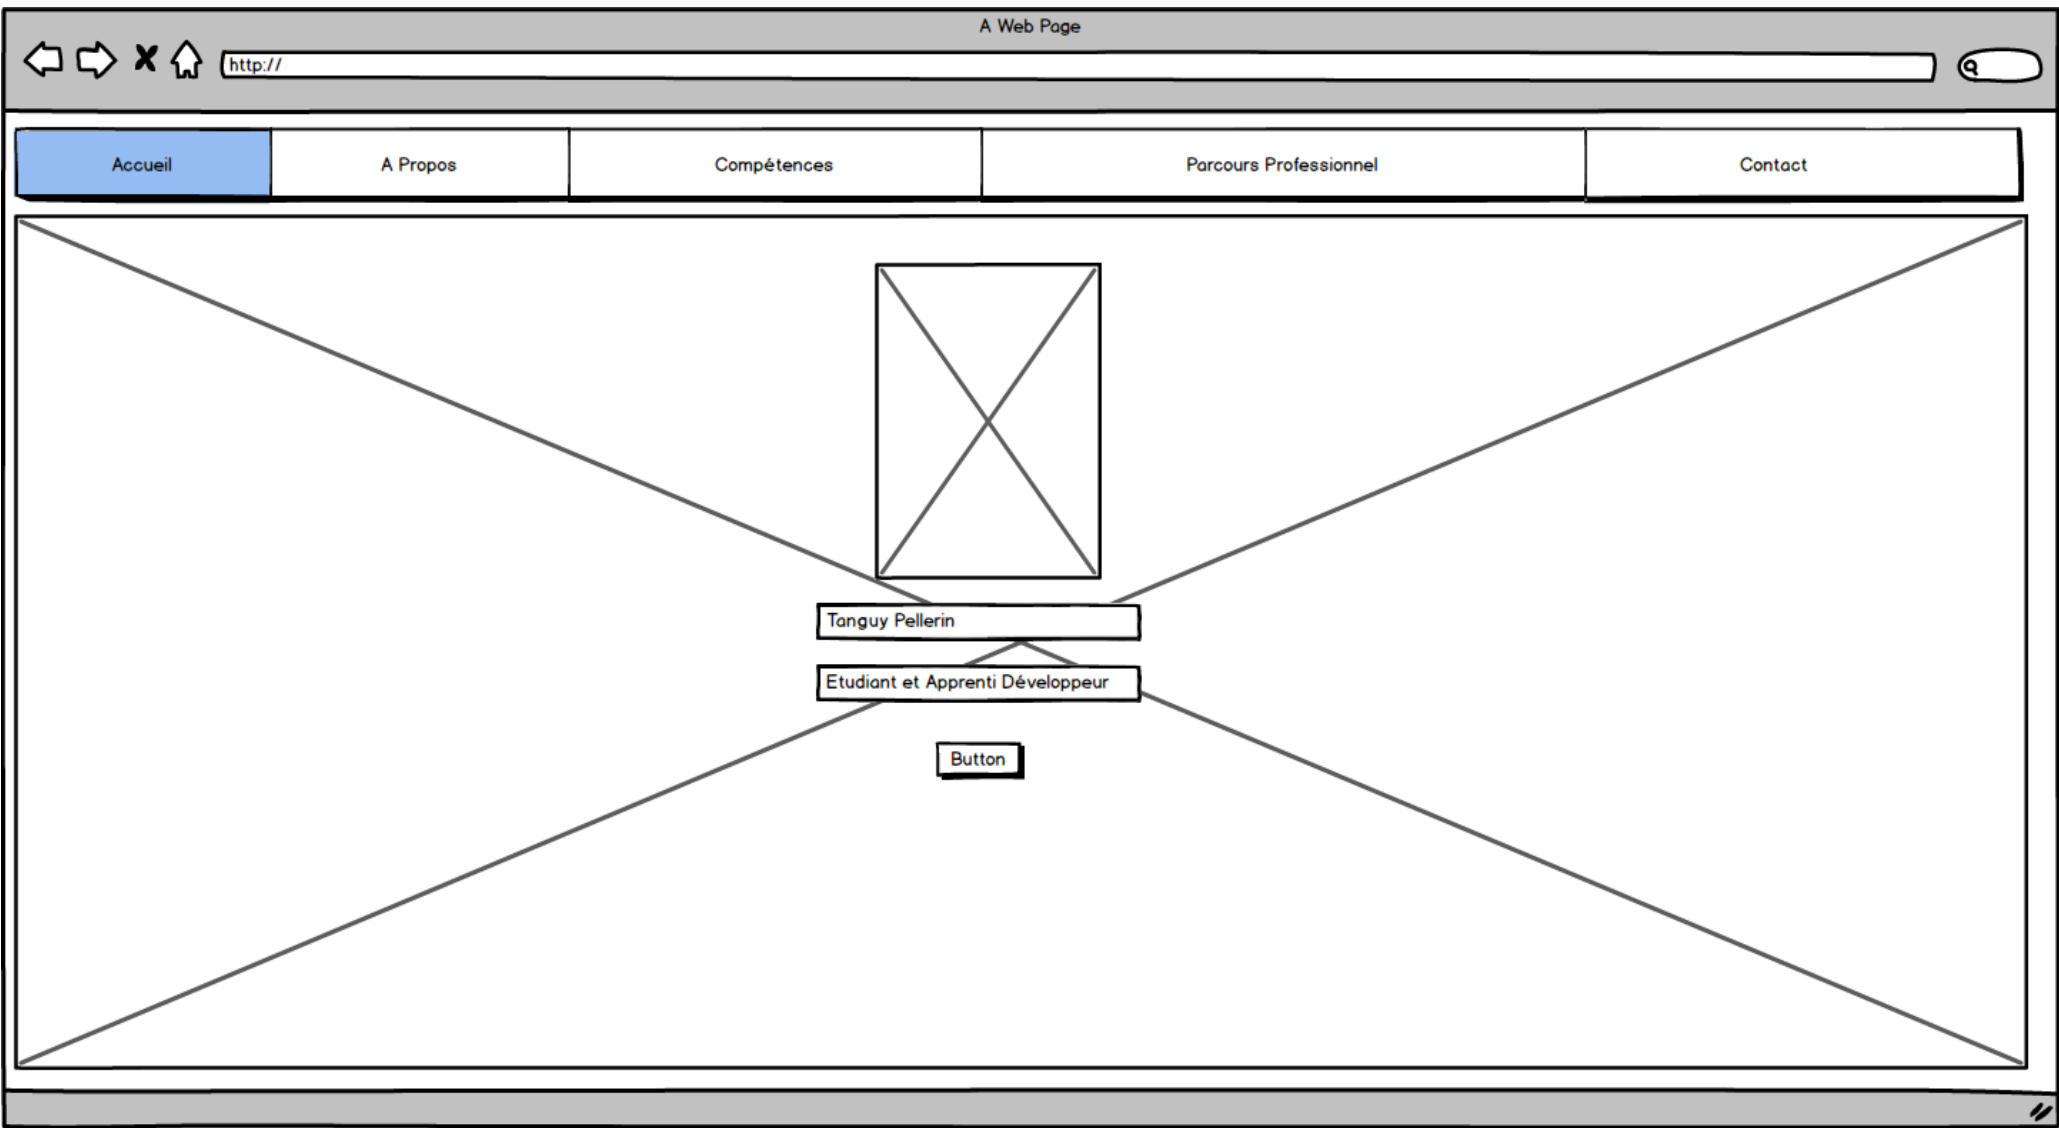 A Web Page
http://
Accueil
A Propos
Compétences
Parcours Professionnel
Contact
Tanguy Pellerin
Etudiant et Apprenti Développeur
Button